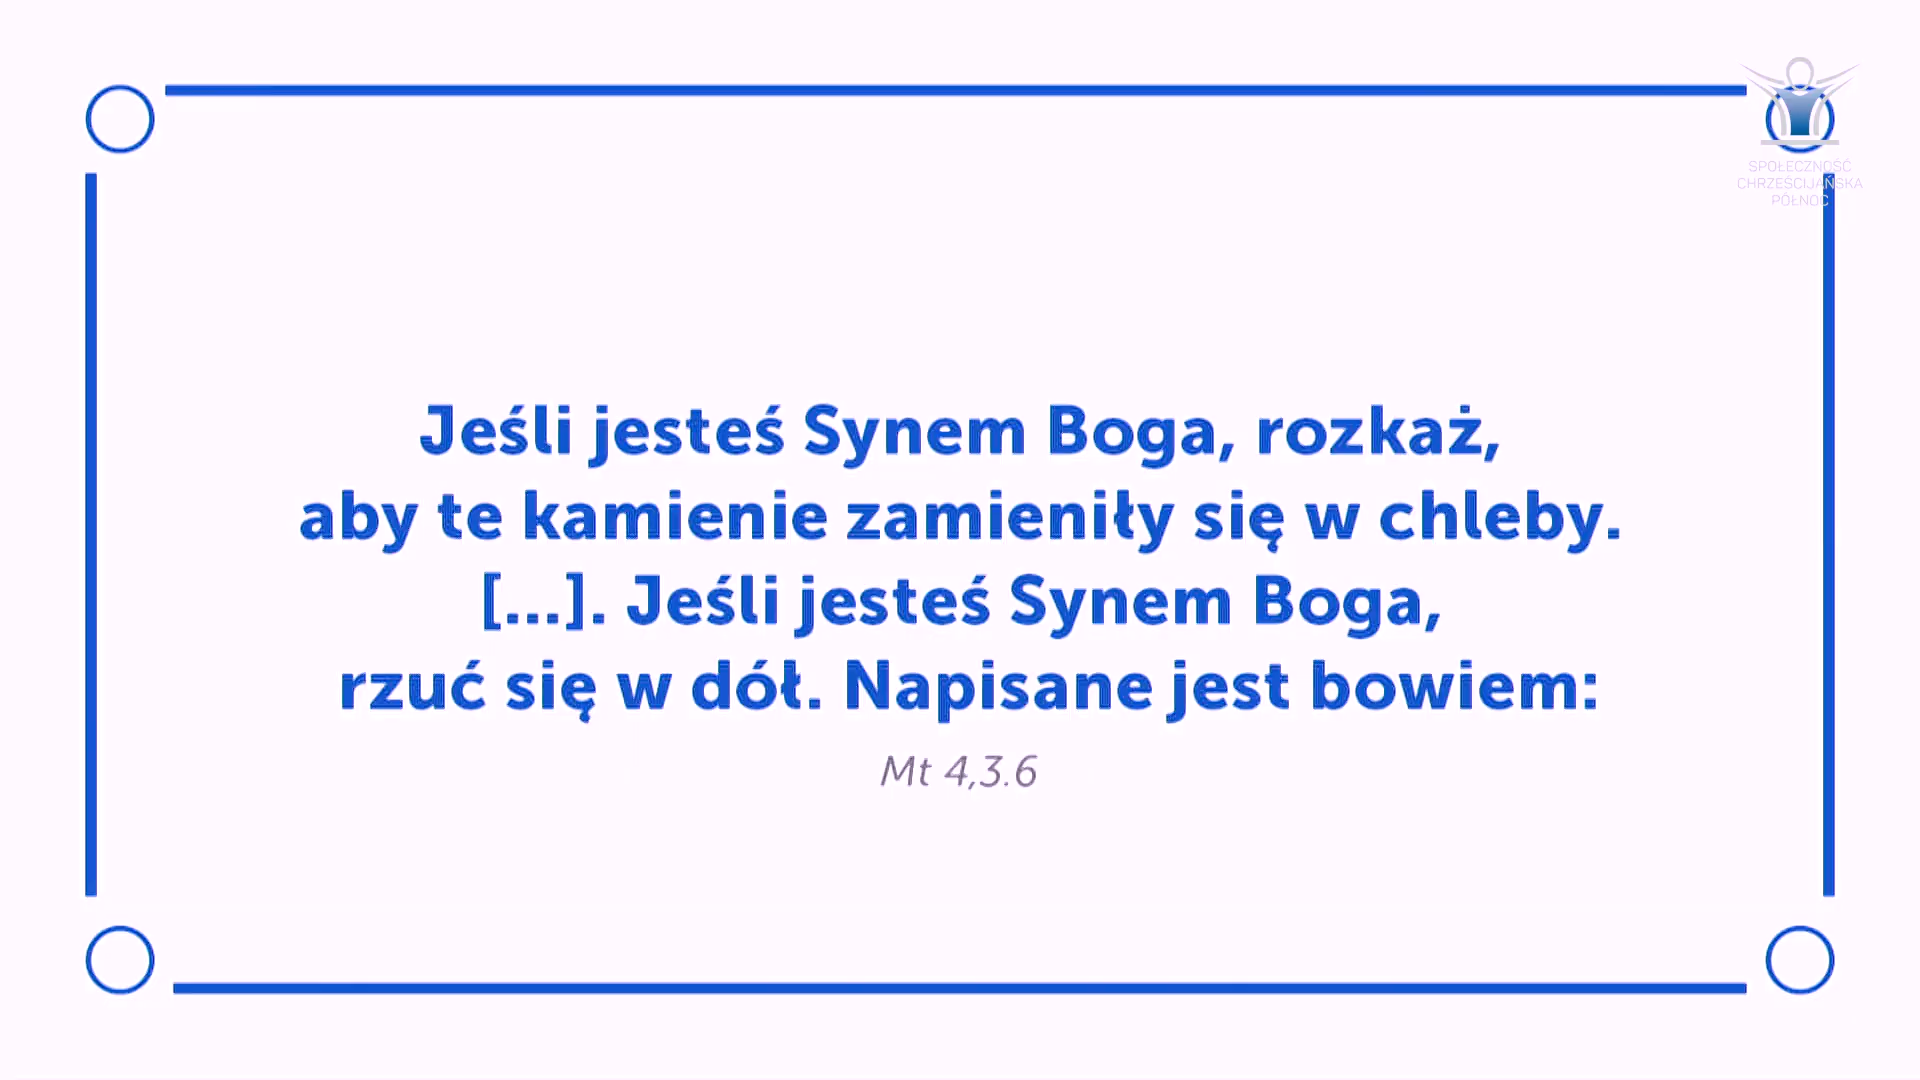 SPOŁECZNOŚĆ
CHRZEŚCIJAŃSKA
PÓŁNOC
Jeśli jesteś Synem Boga, rozkaż,
aby te kamienie zamieniły się w chleby.
[...]. Jeśli jesteś Synem Boga,
rzuć się w dół. Napisane jest bowiem:
Mt 4,3.6